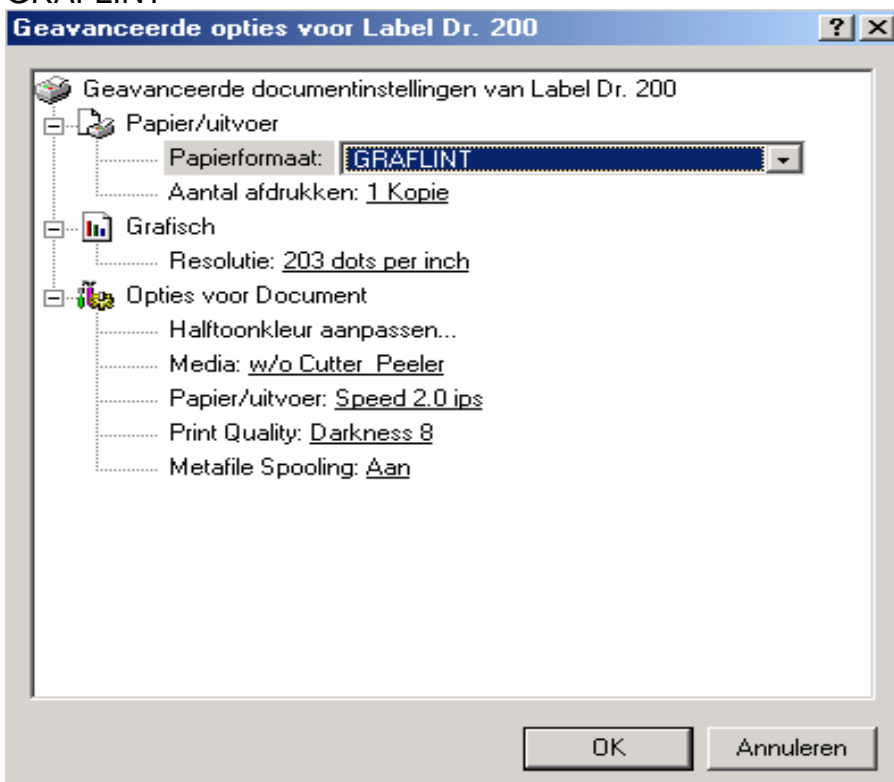 GRAFLINT
Geavanceerde opties voor Label Dr. 200
Geavanceerde documentinstellingen van Label Dr. 200
Papier/uitvoer
Papierformaat: GRAFLINT
Aantal afdrukken: 1 Kopie
Grafisch
Resolutie: 203 dots per inch
Opties voor Document
Halftoonkleur aanpassen...
Media: w/o Cutter_Peeler
Papier/uitvoer: Speed 2.0 ips
Print Quality: Darkness 8
Metafile Spooling: Aan
OK Annuleren